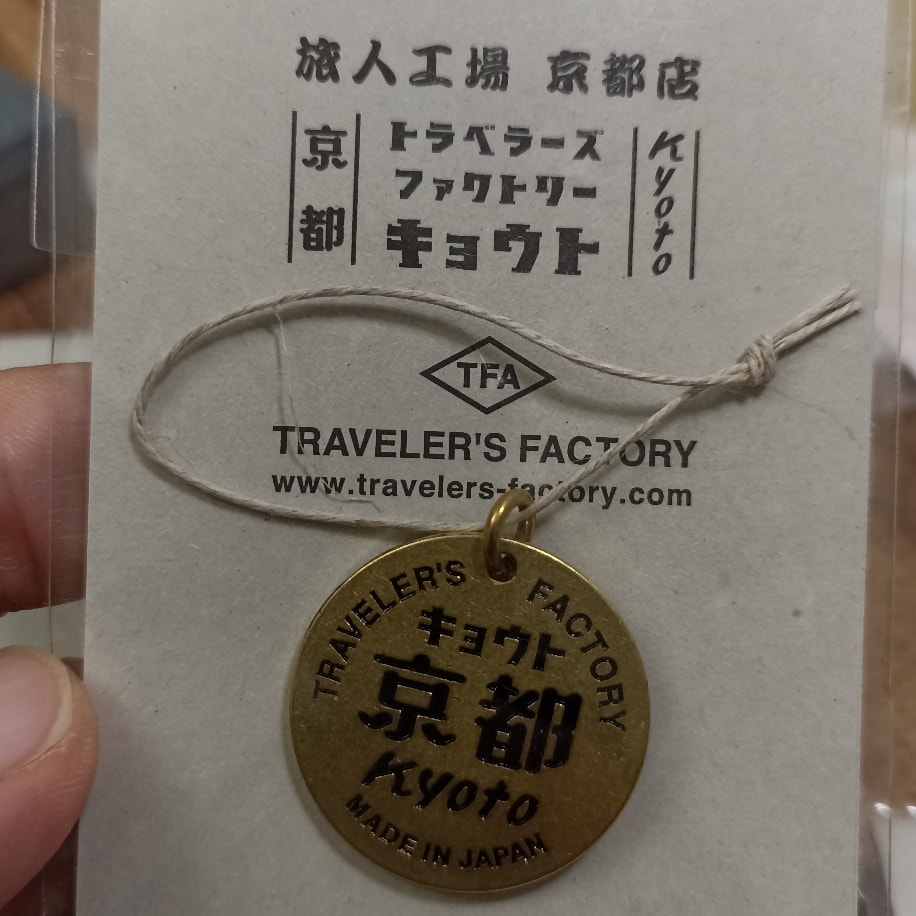 旅人工場 京都店
京都
トラベラーズ
ファクトリー
キョウト
Kyoto
TFA
TRAVELER'S FACTORY
www.travelers-factory.com
TRAVELER'S FACTORY
キョウト
京都
Kyoto
MADE IN JAPAN